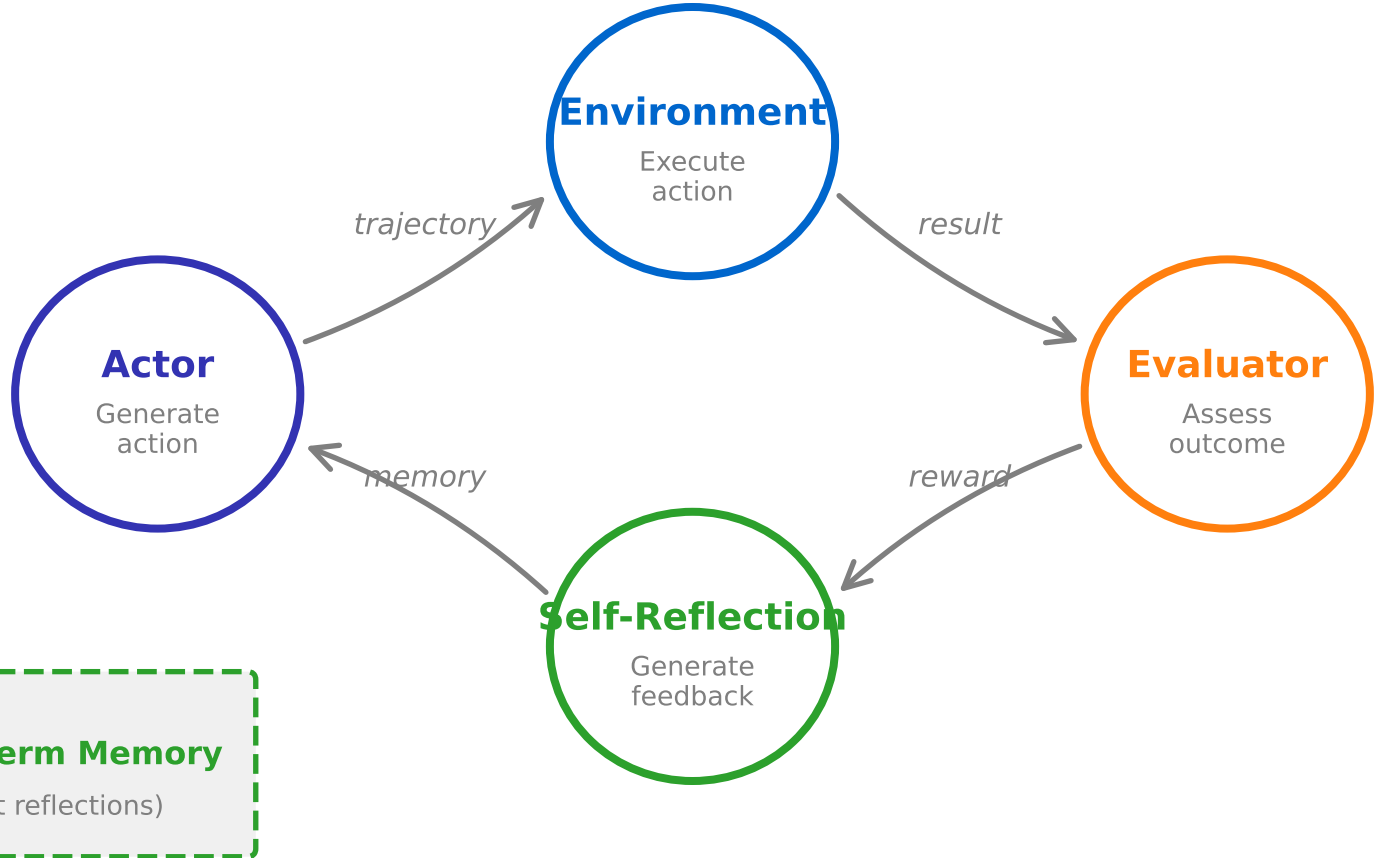 Environment
Execute
action
trajectory
result
Actor
Generate
action
Evaluator
Assess
outcome
memory
reward
Self-Reflection
Generate
feedback
Memory
reflections)